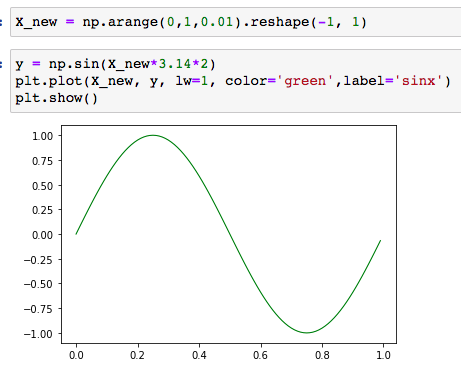 : X_new = np.arange(0,1,0.01).reshape(-1, 1)
: y = np.sin(X_new*3.14*2)
plt.plot(X_new, y, lw=1, color='green',label='sinx')
plt.show()
1.00
0.75
0.50
0.25
0.00
−0.25
−0.50
−0.75
−1.00
0.0 0.2 0.4 0.6 0.8 1.0